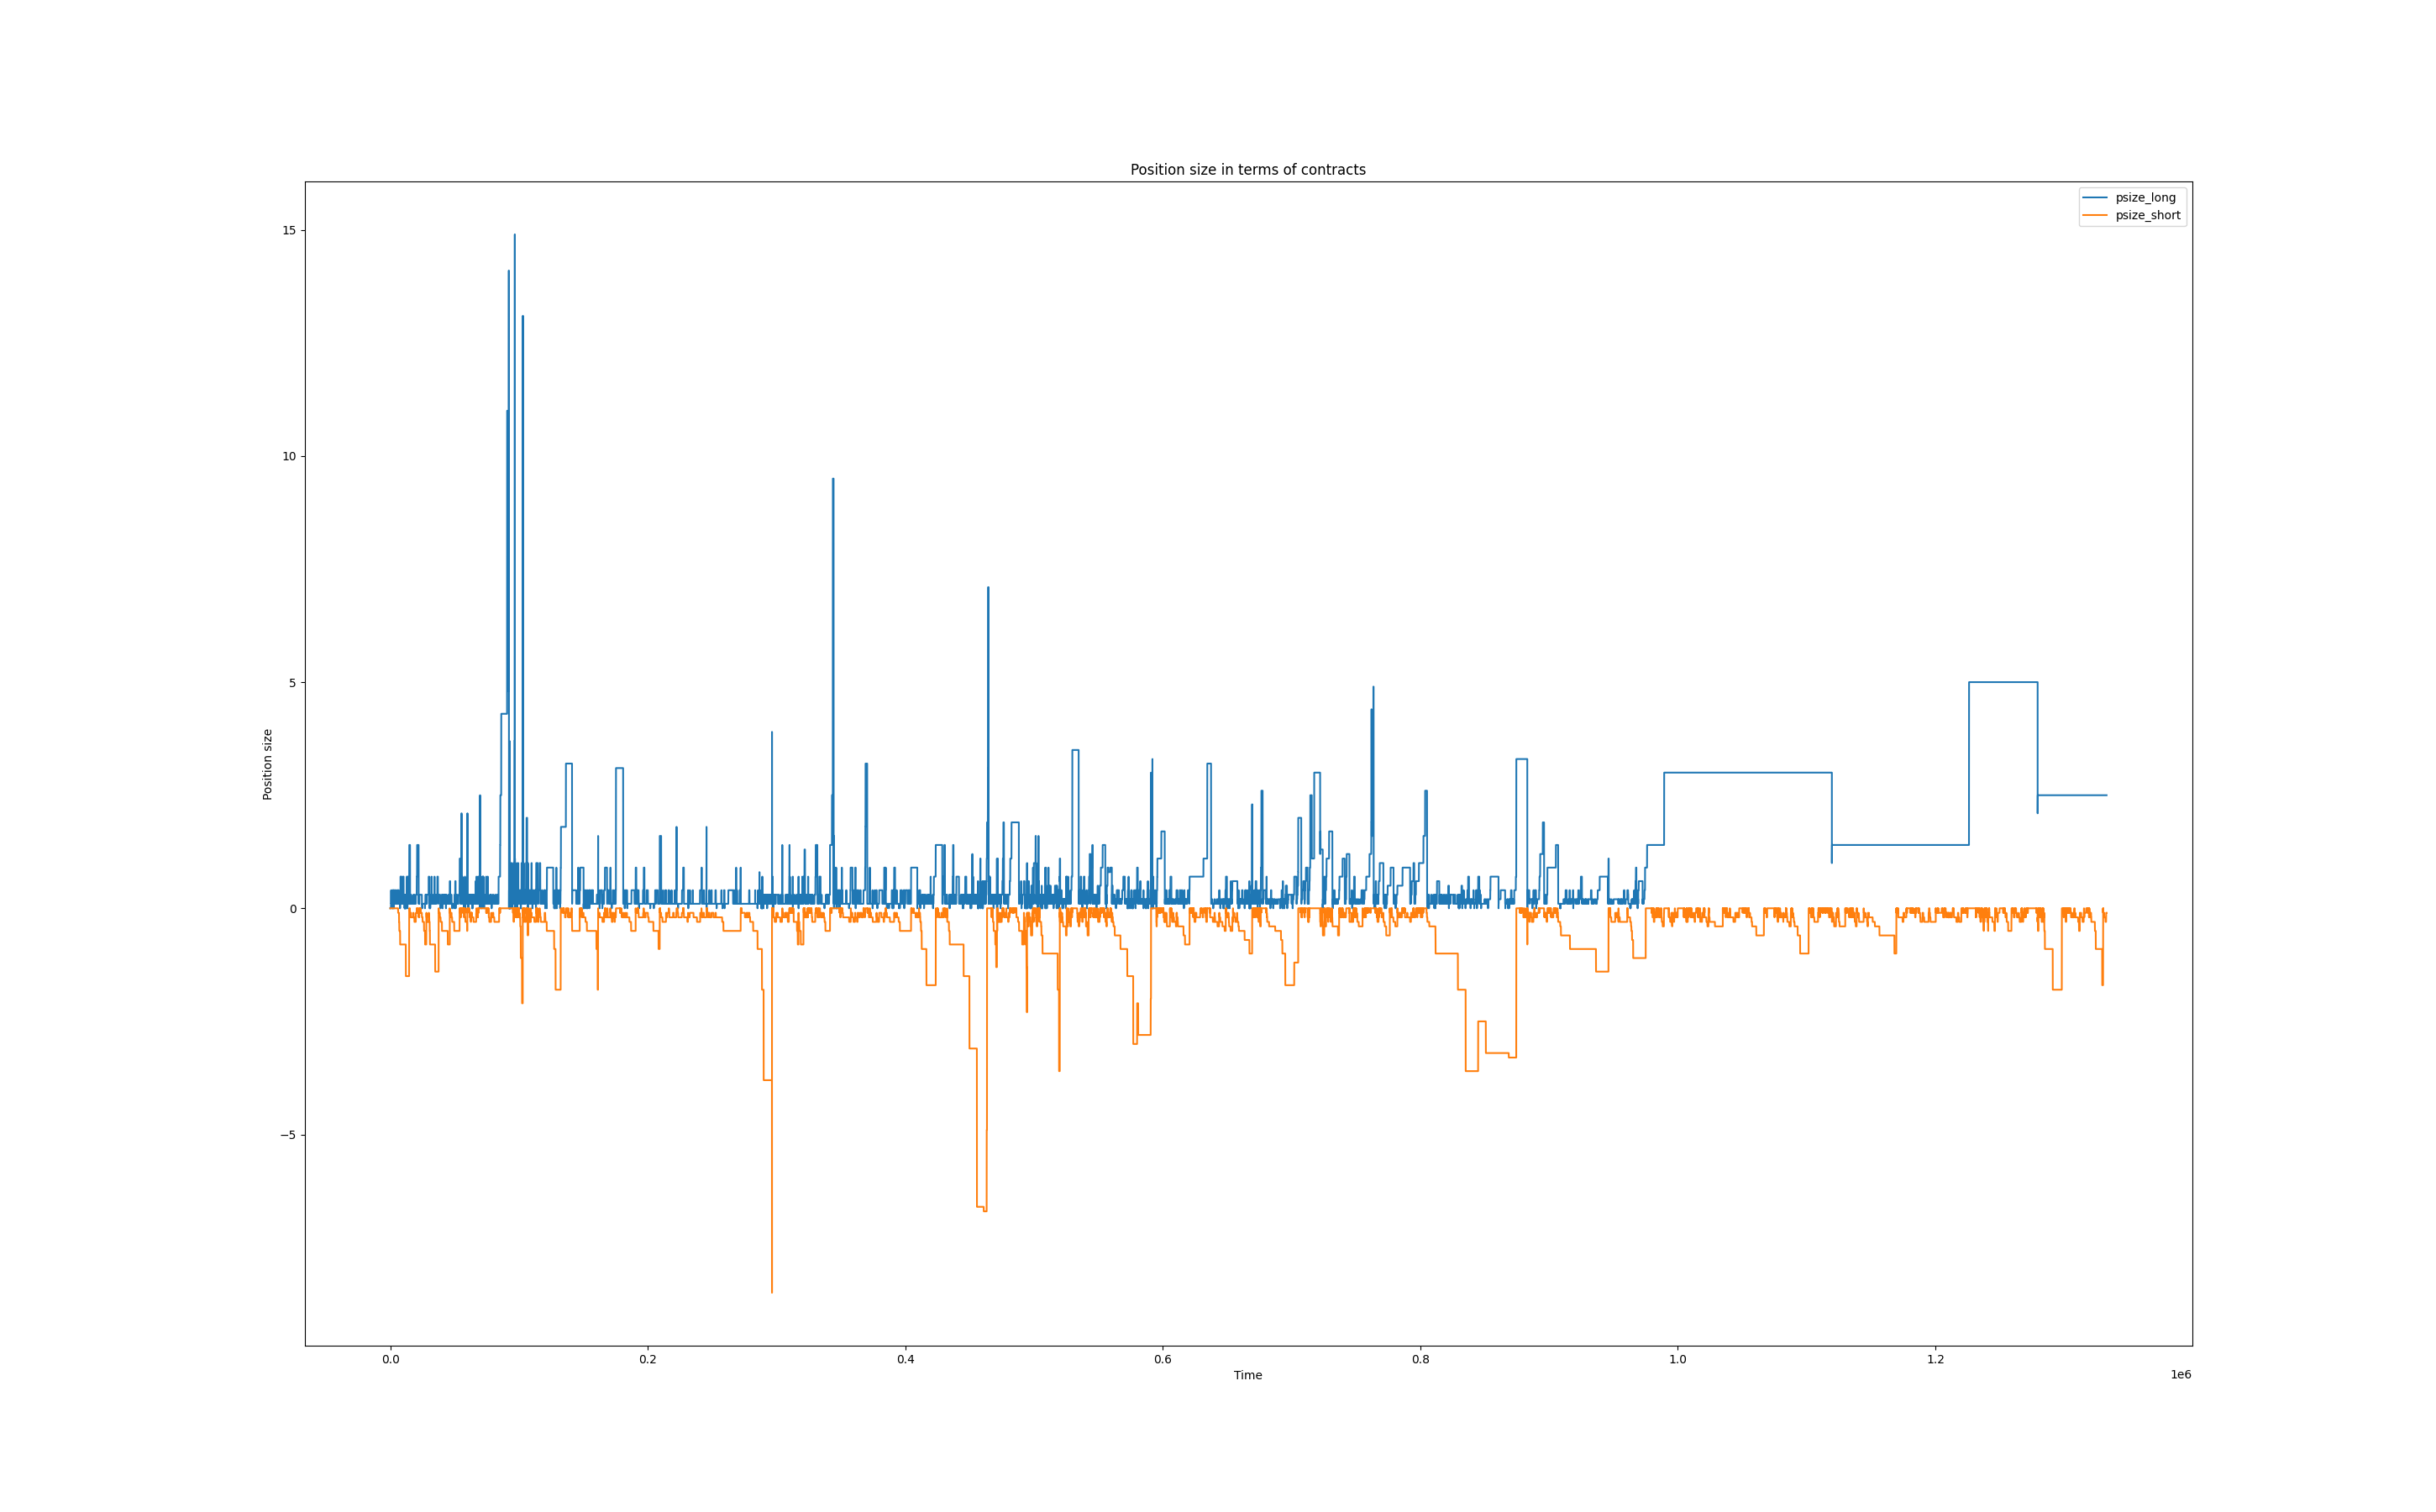 Position size in terms of contracts
psize_long
psize_short
15
10
5
0
−5
Position size
0.0
0.2
0.4
0.6
0.8
1.0
1.2
Time
1e6